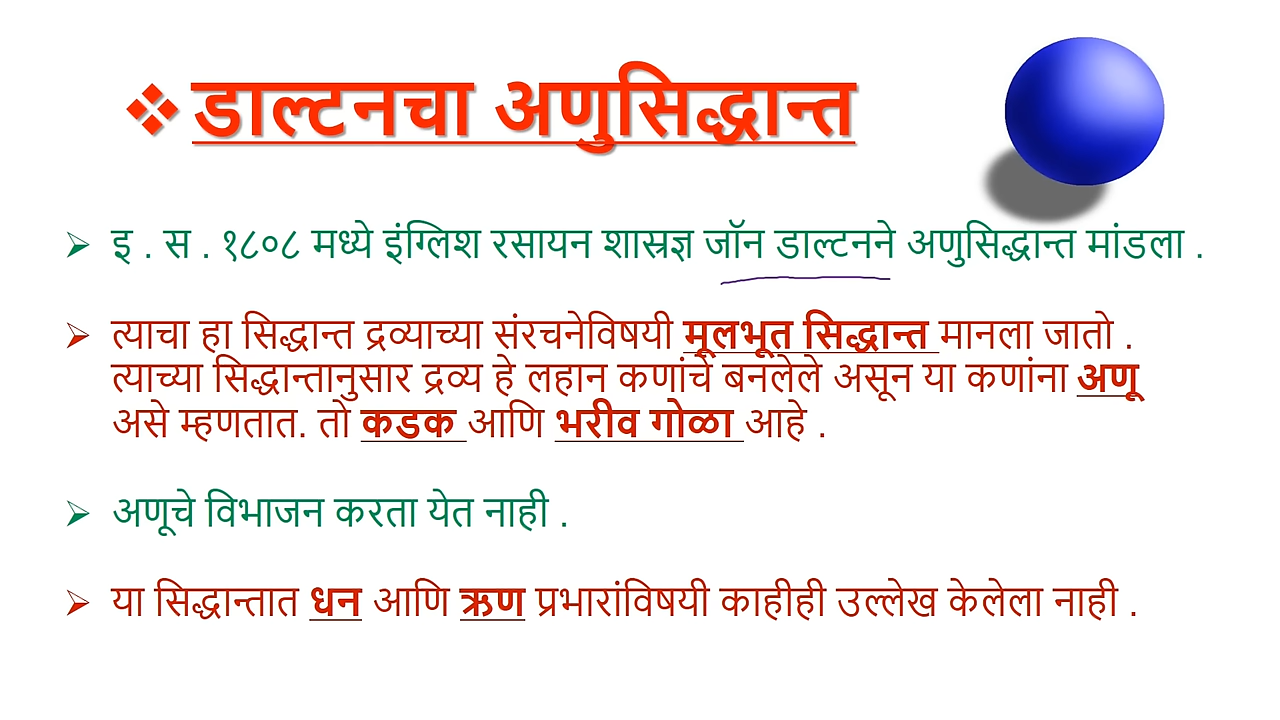 ❖ डाल्टनचा अणुसिद्धान्त
➢ इ . स . १८०८ मध्ये इंग्लिश रसायन शास्त्रज्ञ जॉन डाल्टनने अणुसिद्धान्त मांडला .
➢ त्याचा हा सिद्धान्त द्रव्याच्या संरचनेविषयी मूलभूत सिद्धान्त मानला जातो .
त्याच्या सिद्धान्तानुसार द्रव्य हे लहान कणांचे बनलेले असून या कणांना अणू
असे म्हणतात. तो कडक आणि भरीव गोळा आहे .
➢ अणूचे विभाजन करता येत नाही .
➢ या सिद्धान्तात धन आणि ऋण प्रभारांविषयी काहीही उल्लेख केलेला नाही .